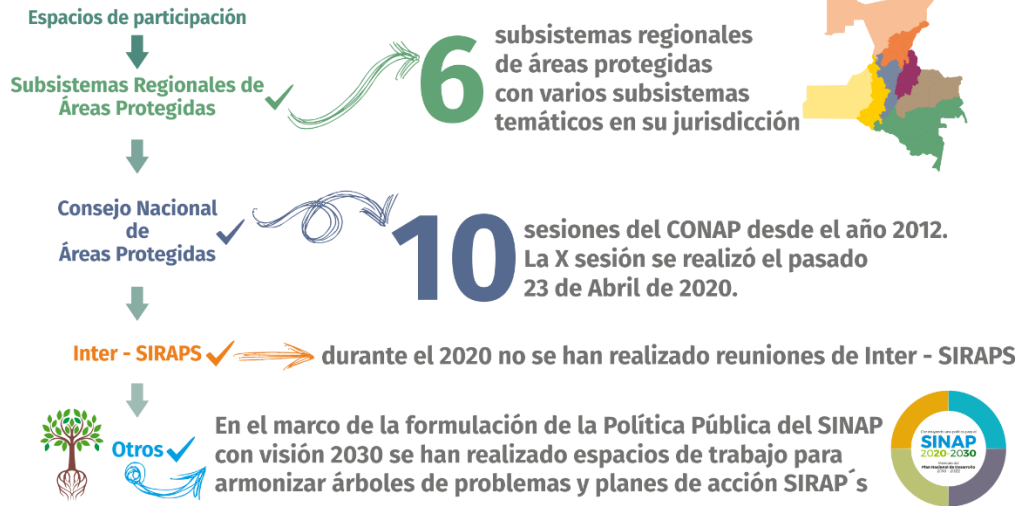 Espacios de participación
Subsistemas Regionales de
Áreas Protegidas
6
subsistemas regionales
de áreas protegidas
con varios subsistemas
temáticos en su jurisdicción
Consejo Nacional
de
Áreas Protegidas
10
sesiones del CONAP desde el año 2012.
La X sesión se realizó el pasado
23 de Abril de 2020.
Inter - SIRAPS
durante el 2020 no se han realizado reuniones de Inter - SIRAPS
Otros
En el marco de la formulación de la Política Pública del SINAP
con visión 2030 se han realizado espacios de trabajo para
armonizar árboles de problemas y planes de acción SIRAP´s
SINAP
2020-2030
Plan Nacional de Desarrollo